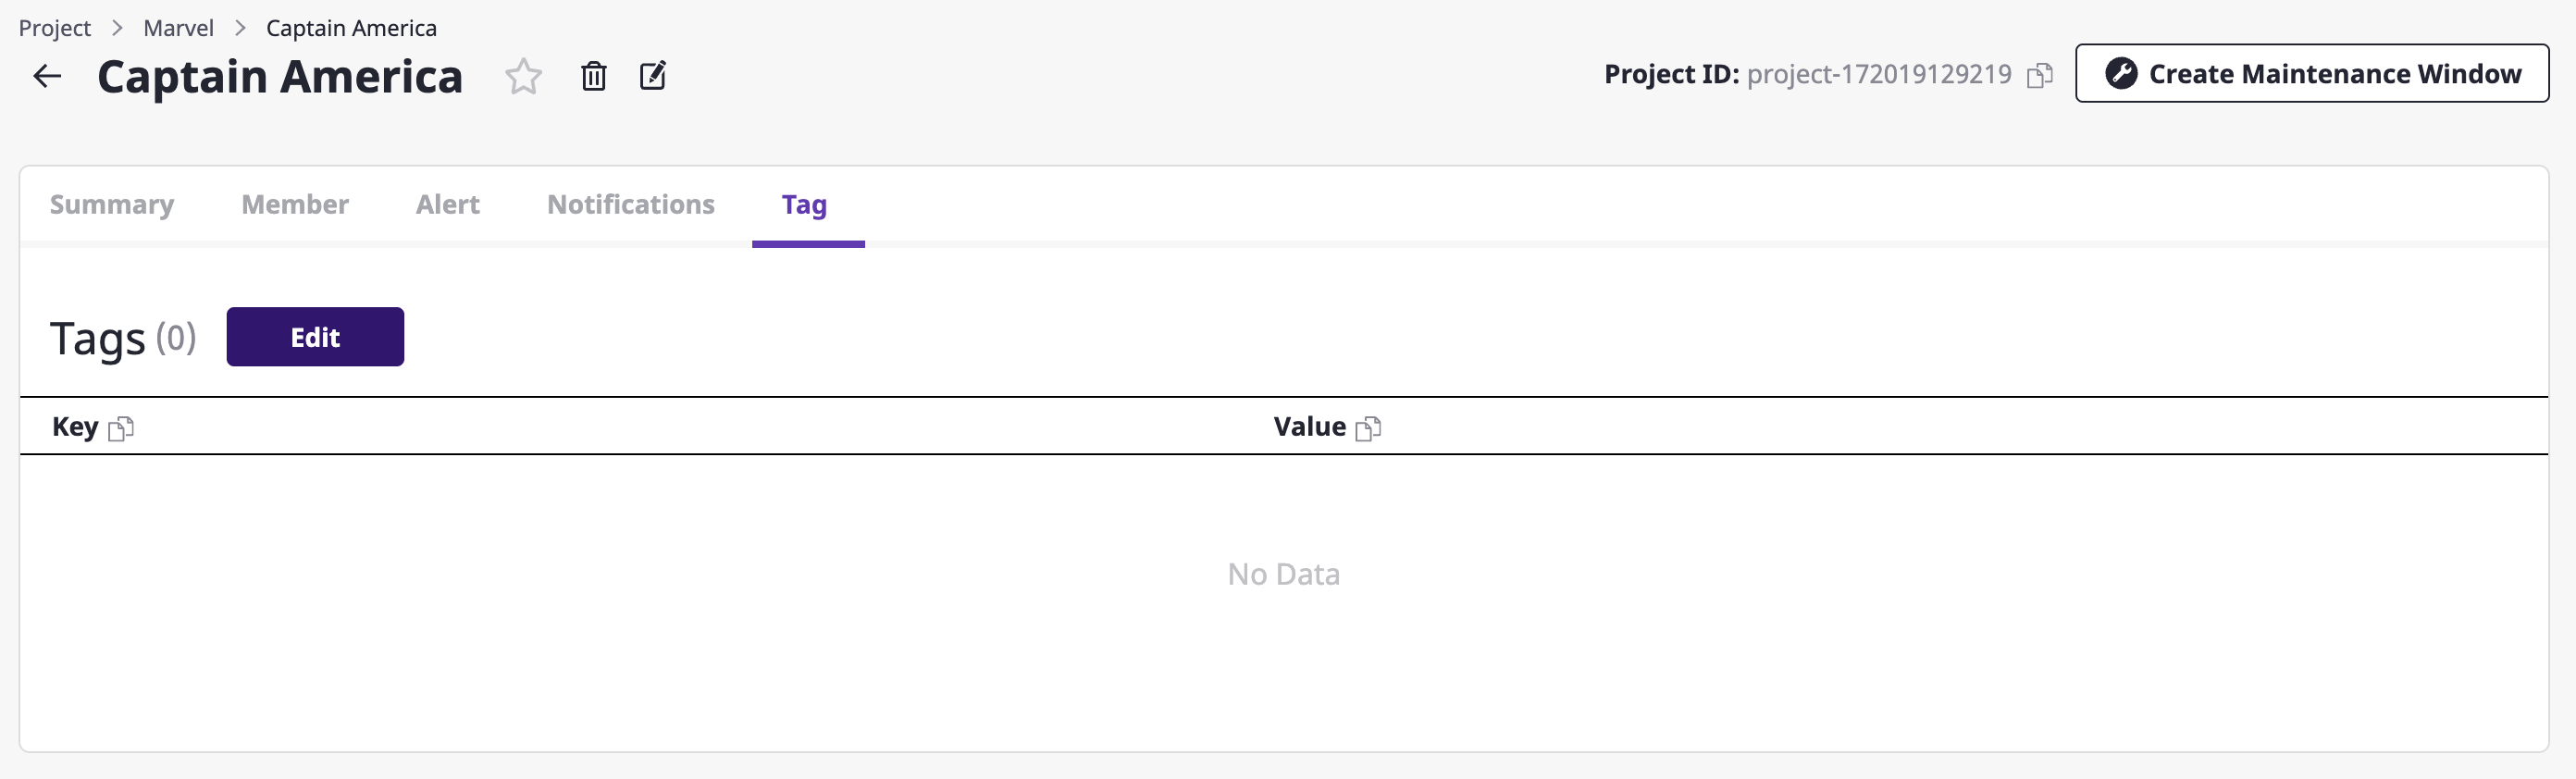 Project > Marvel > Captain America
Captain America
Project ID: project-172019129219
Create Maintenance Window
Summary Member Alert Notifications Tag
Tags (0) Edit
Key Value
No Data